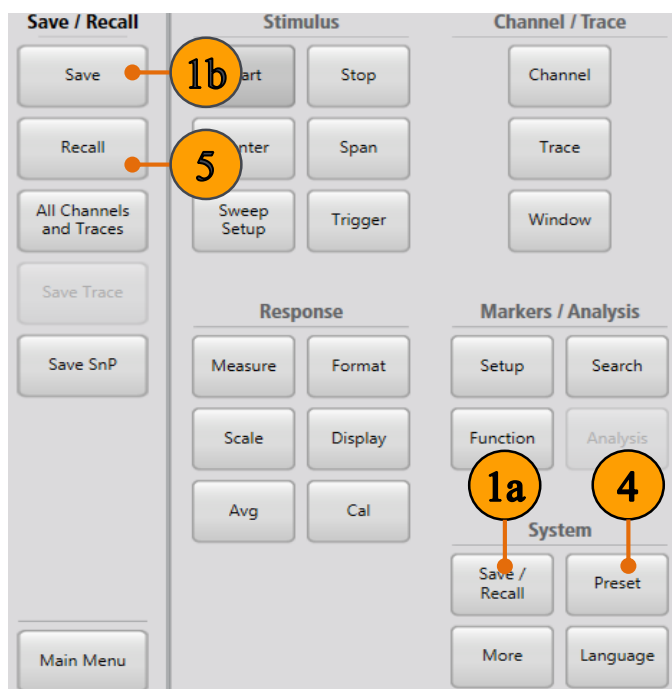 Save / Recall
Save
1b
Recall
5
All Channels
and Traces
Save Trace
Save SnP
Main Menu
Stimulus
art
Stop
nter
Span
Sweep
Setup
Trigger
Response
Measure
Format
Scale
Display
Avg
Cal
Channel / Trace
Channel
Trace
Window
Markers / Analysis
Setup
Search
Function
Analysis
1a
4
System
Save /
Recall
Preset
More
Language